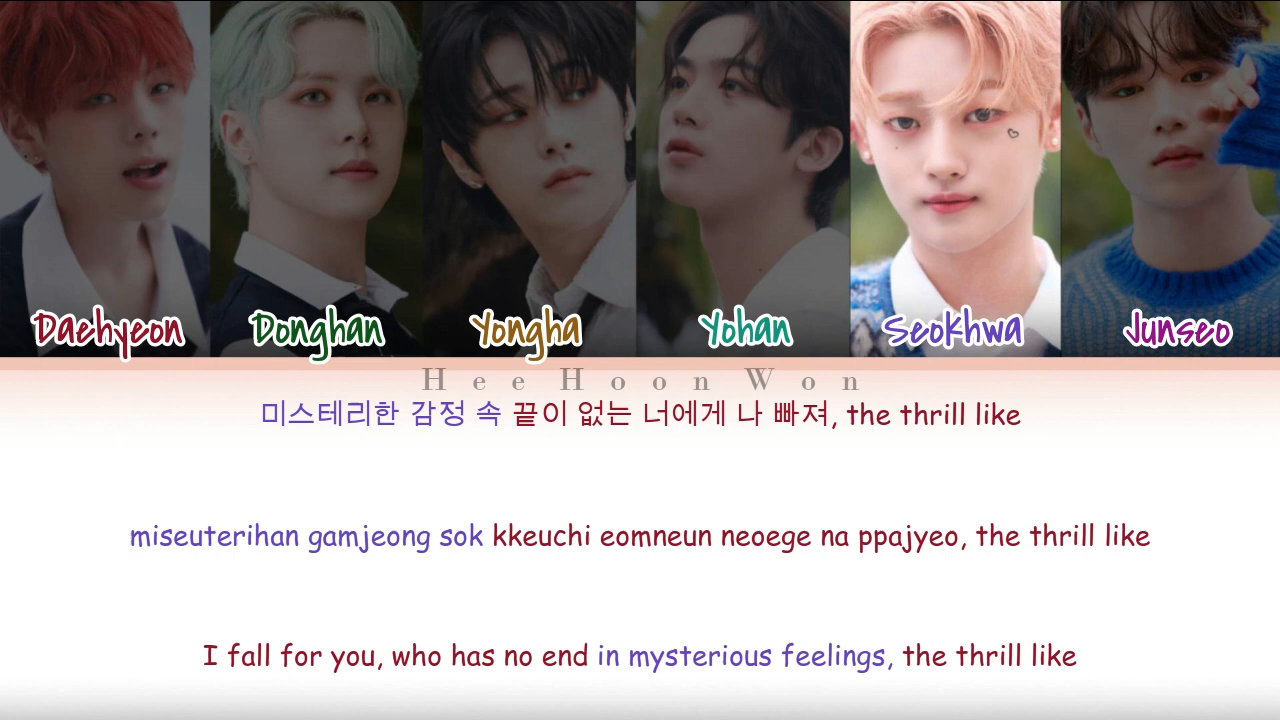 Daehyeon Donghan Yongha Yohan Seokhwa Junseo
HeeHoonWon
미스테리한 감정 속 끝이 없는 너에게 나 빠져, the thrill like
miseuterihan gamjeong sok kkeuchi eomneun neoege na ppajyeo, the thrill like
I fall for you, who has no end in mysterious feelings, the thrill like